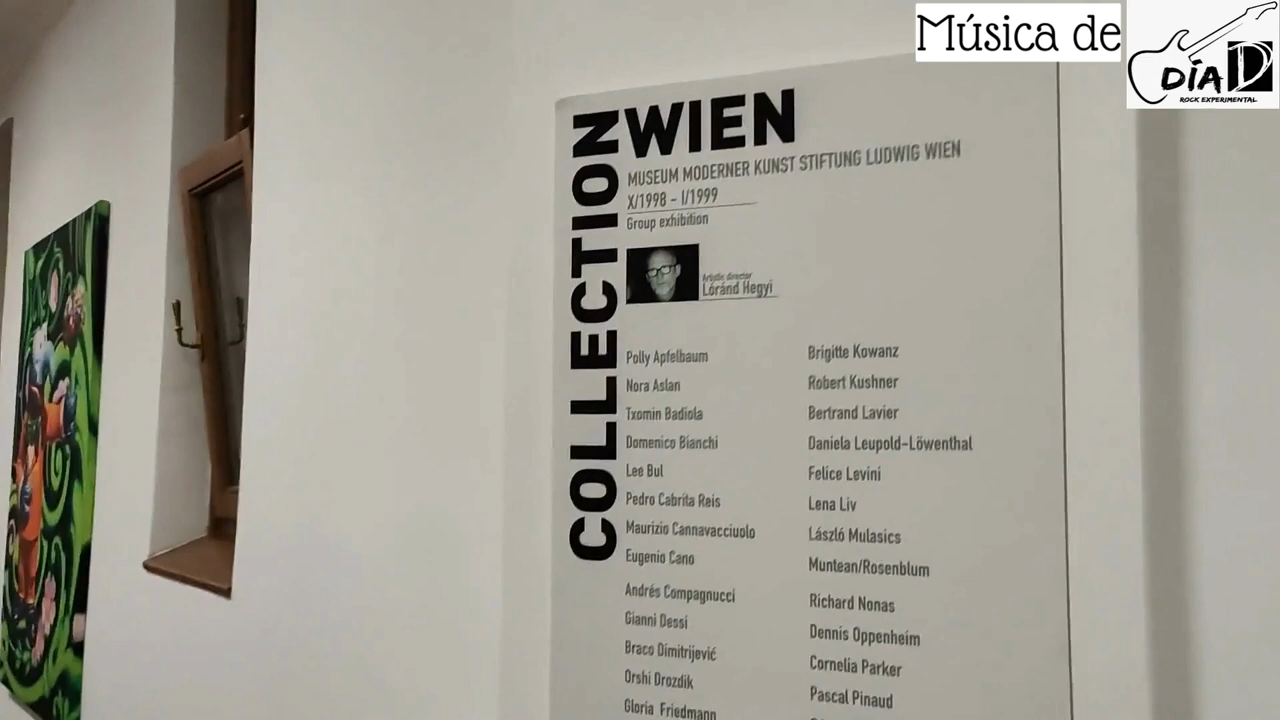 Música de
DÍA D
ROCK EXPERIMENTAL
COLLECTION
WIEN
MUSEUM MODERNER KUNST STIFTUNG LUDWIG WIEN
X/1998 - I/1999
Group exhibition
Artistic director
Lóránd Hegyi
Polly Apfelbaum
Nora Aslan
Txomin Badiola
Domenico Bianchi
Lee Bul
Pedro Cabrita Reis
Maurizio Cannavacciuolo
Eugenio Cano
Andrés Compagnucci
Gianni Dessi
Braco Dimitrijević
Orshi Drozdik
Gloria Friedmann
Brigitte Kowanz
Robert Kushner
Bertrand Lavier
Daniela Leupold-Löwenthal
Felice Levini
Lena Liv
László Mulasics
Muntean/Rosenblum
Richard Nonas
Dennis Oppenheim
Cornelia Parker
Pascal Pinaud